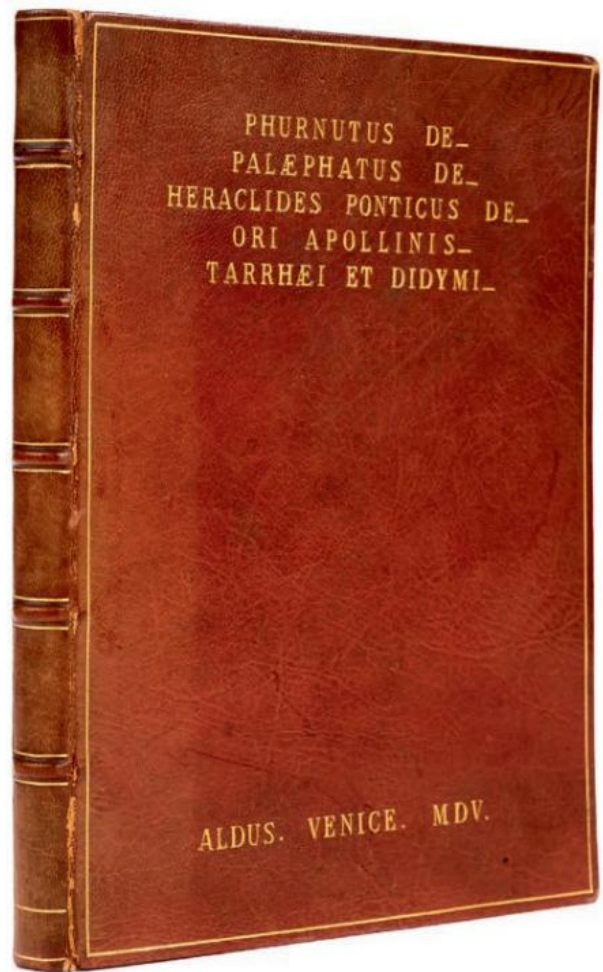 PHURNUTUS DE_
PALÆPHATUS DE_
HERACLIDES PONTICUS DE_
ORI APOLLINIS_
TARRHÆI ET DIDYMI_
ALDUS. VENICE. MDV.